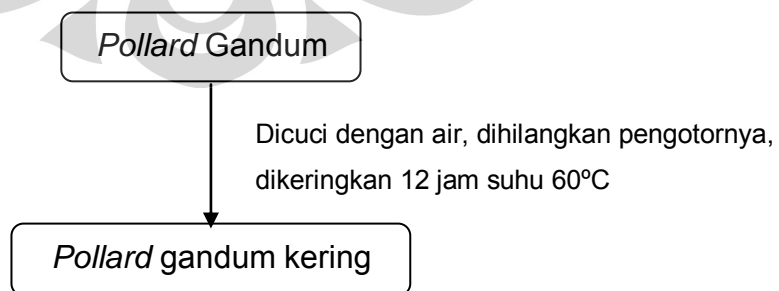 Pollard Gandum
Dicuci dengan air, dihilangkan pengotornya,
dikeringkan 12 jam suhu 60ºC
Pollard gandum kering